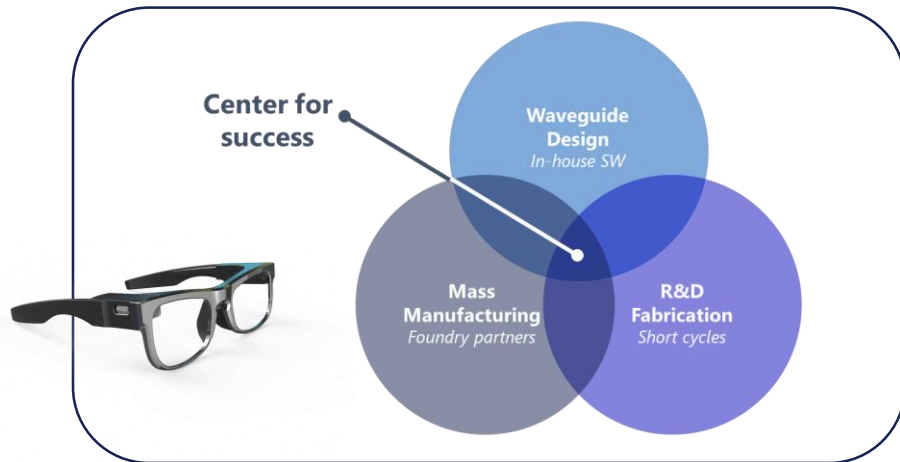 Center for
success
Waveguide
Design
In-house SW
Mass
Manufacturing
Foundry partners
R&D
Fabrication
Short cycles